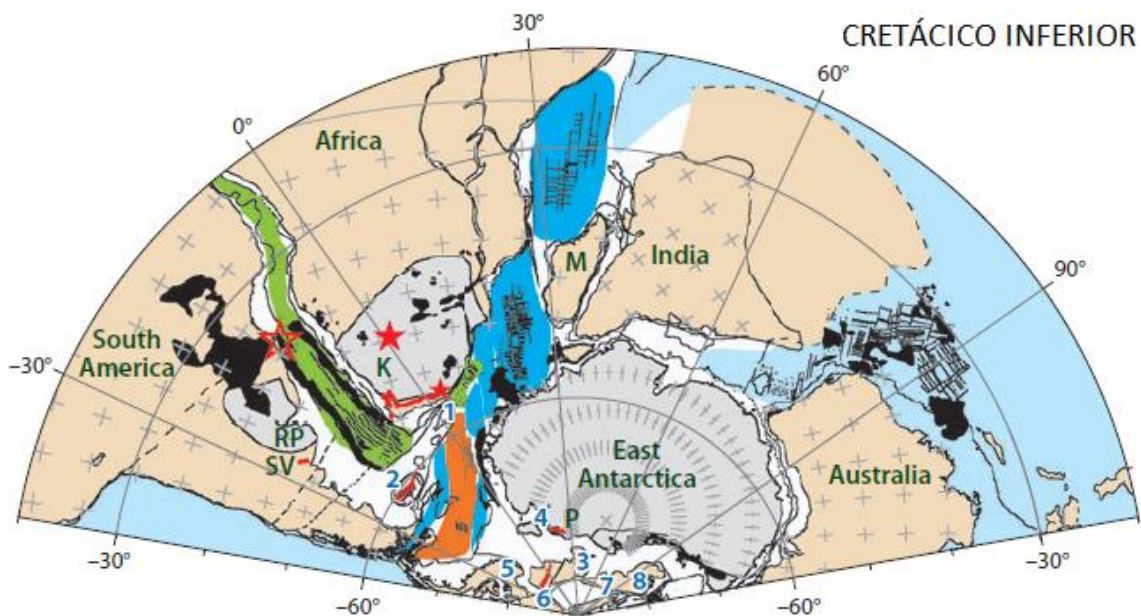 CRETÁCICO INFERIOR
30°
60°
0°
Africa
M
India
90°
South
America
-30°
K
1
RP
SV
2
East
Antarctica
Australia
4
P
3
5
6
7
8
-30°
-60°
-60°
-30°